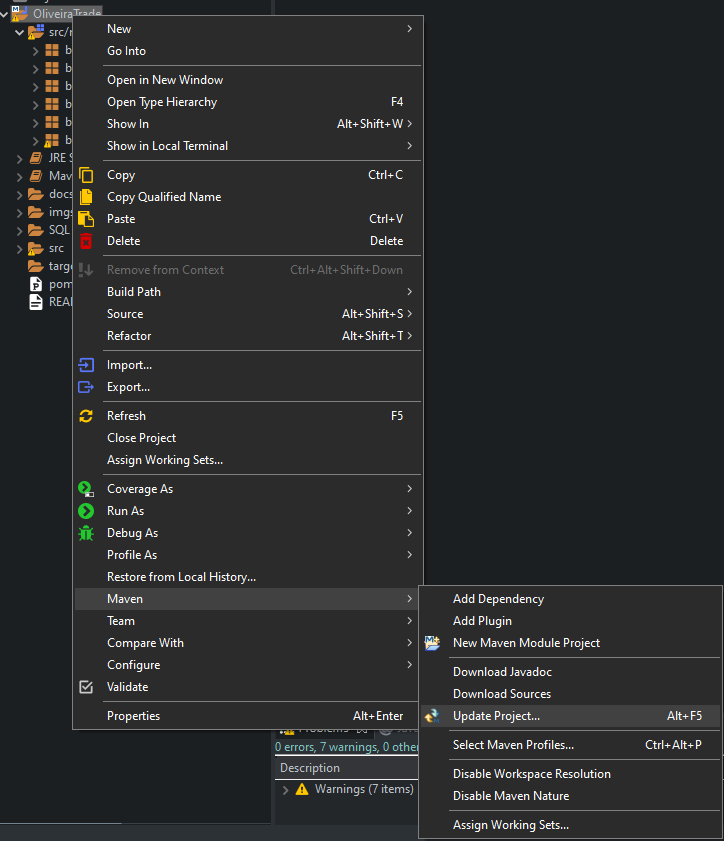 OliveiraTrade
src/
JRE S
Mav
docs
imgs
SQL
src
targe
pom
REA
New
Go Into
Open in New Window
Open Type Hierarchy F4
Show In Alt+Shift+W
Show in Local Terminal
Copy Ctrl+C
Copy Qualified Name
Paste Ctrl+V
Delete Delete
Remove from Context Ctrl+Alt+Shift+Down
Build Path
Source Alt+Shift+S
Refactor Alt+Shift+T
Import...
Export...
Refresh F5
Close Project
Assign Working Sets...
Coverage As
Run As
Debug As
Profile As
Restore from Local History...
Maven
Team
Compare With
Configure
Validate
Properties Alt+Enter
Add Dependency
Add Plugin
New Maven Module Project
Download Javadoc
Download Sources
Update Project... Alt+F5
Select Maven Profiles... Ctrl+Alt+P
Disable Workspace Resolution
Disable Maven Nature
Assign Working Sets...
Problems
0 errors, 7 warnings, 0 other
Description
Warnings (7 items)